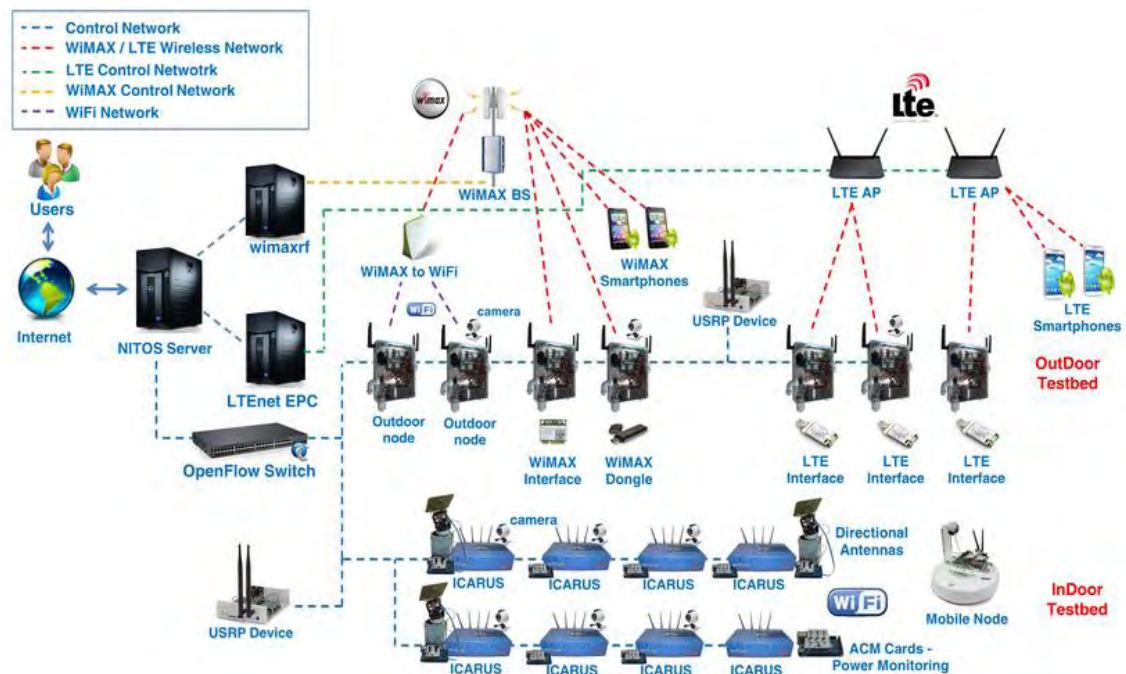 Control Network
WiMAX / LTE Wireless Network
LTE Control Netwotrk
WiMAX Control Network
WiFi Network
wimax
Lte
Users
wimaxrf
WiMAX BS
LTE AP
LTE AP
WiMAX to WiFi
WiMAX
Smartphones
Internet
NITOS Server
WiFi
camera
USRP Device
LTE
Smartphones
LTEnet EPC
OutDoor
Testbed
Outdoor
node
Outdoor
node
OpenFlow Switch
WiMAX
Interface
WiMAX
Dongle
LTE
Interface
LTE
Interface
LTE
Interface
camera
Directional
Antennas
ICARUS
ICARUS
ICARUS
ICARUS
WiFi
InDoor
Testbed
USRP Device
Mobile Node
ICARUS
ICARUS
ICARUS
ICARUS
ACM Cards -
Power Monitoring